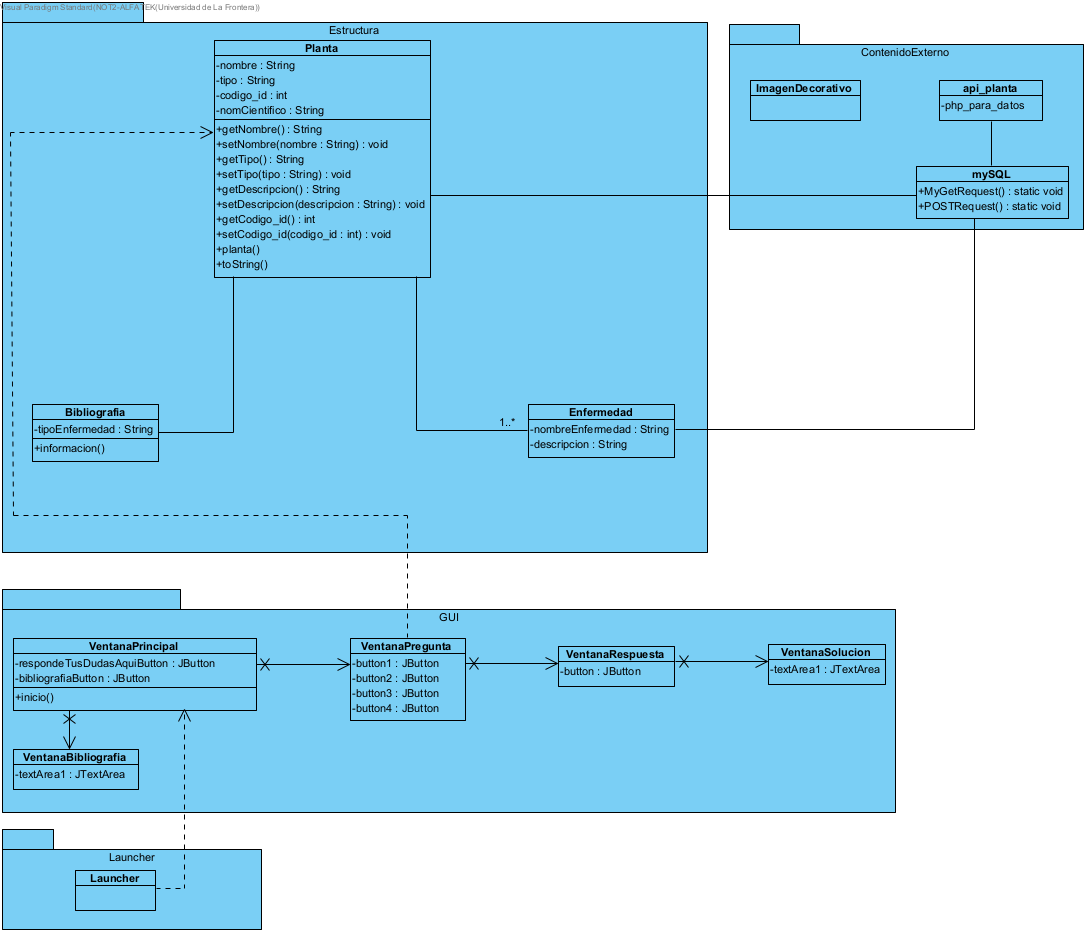 Visual Paradigm Standard(NOT2-ALFATEK(Universidad de La Frontera))
Estructura
Planta
-nombre : String
-tipo : String
-codigo_id : int
-nomCientifico : String
+getNombre() : String
+setNombre(nombre : String) : void
+getTipo() : String
+setTipo(tipo : String) : void
+getDescripcion() : String
+setDescripcion(descripcion : String) : void
+getCodigo_id() : int
+setCodigo_id(codigo_id : int) : void
+planta()
+toString()
ContenidoExterno
ImagenDecorativo
api_planta
-php_para_datos
mySQL
+MyGetRequest() : static void
+POSTRequest() : static void
Bibliografia
-tipoEnfermedad : String
+informacion()
1..*
Enfermedad
-nombreEnfermedad : String
-descripcion : String
GUI
VentanaPrincipal
-respondeTusDudasAquiButton : JButton
-bibliografiaButton : JButton
+inicio()
VentanaPregunta
-button1 : JButton
-button2 : JButton
-button3 : JButton
-button4 : JButton
VentanaRespuesta
-button : JButton
VentanaSolucion
-textArea1 : JTextArea
VentanaBibliografia
-textArea1 : JTextArea
Launcher
Launcher